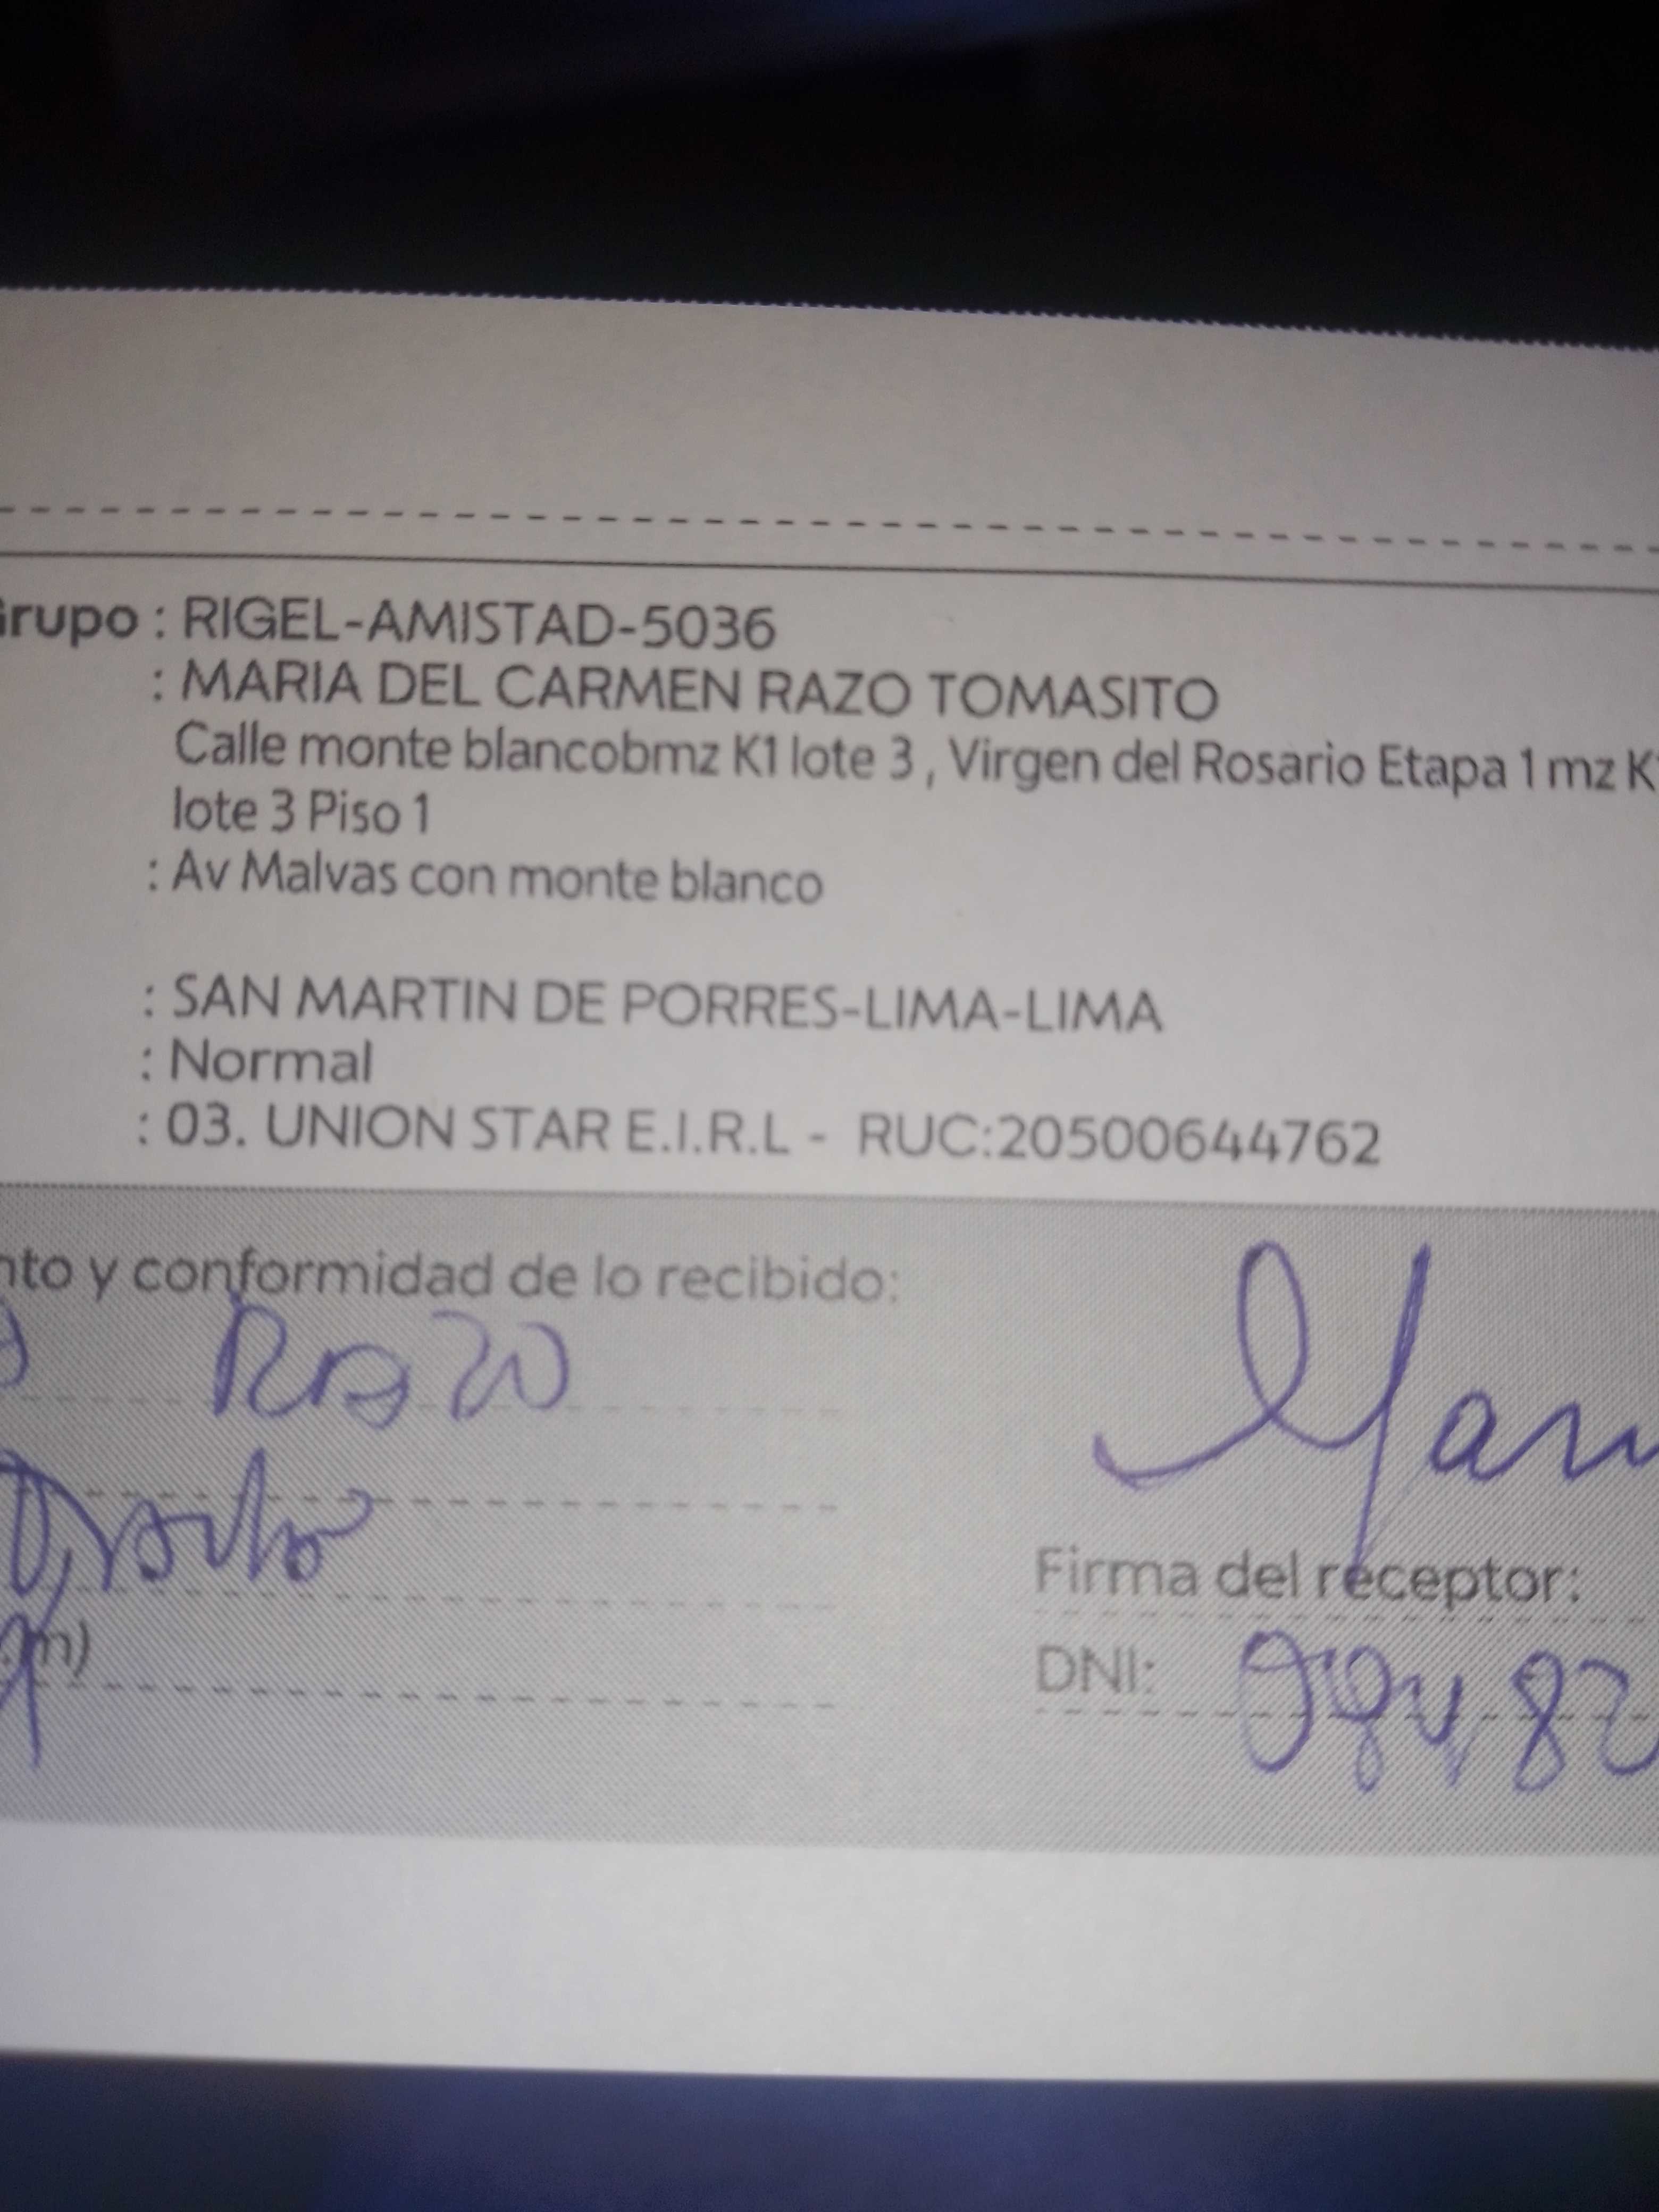 Grupo : RIGEL-AMISTAD-5036
: MARIA DEL CARMEN RAZO TOMASITO
Calle monte blancobmz K1 lote 3 , Virgen del Rosario Etapa 1 mz K1
lote 3 Piso 1
: Av Malvas con monte blanco
: SAN MARTIN DE PORRES-LIMA-LIMA
: Normal
: 03. UNION STAR E.I.R.L - RUC:20500644762
nto y conformidad de lo recibido:
Razo
Firma del receptor:
.m)
DNI: